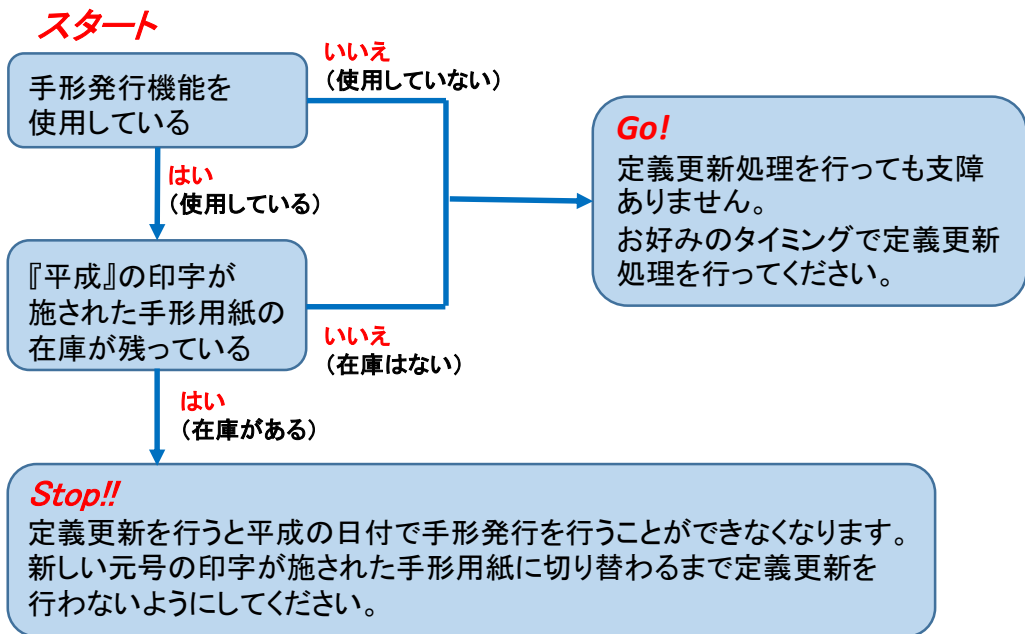 スタート
手形発行機能を
使用している
いいえ
（使用していない）
はい
（使用している）
Go!
定義更新処理を行っても支障
ありません。
お好みのタイミングで定義更新
処理を行ってください。
『平成』の印字が
施された手形用紙の
在庫が残っている
いいえ
（在庫はない）
はい
（在庫がある）
Stop!!
定義更新を行うと平成の日付で手形発行を行うことができなくなります。
新しい元号の印字が施された手形用紙に切り替わるまで定義更新を
行わないようにしてください。